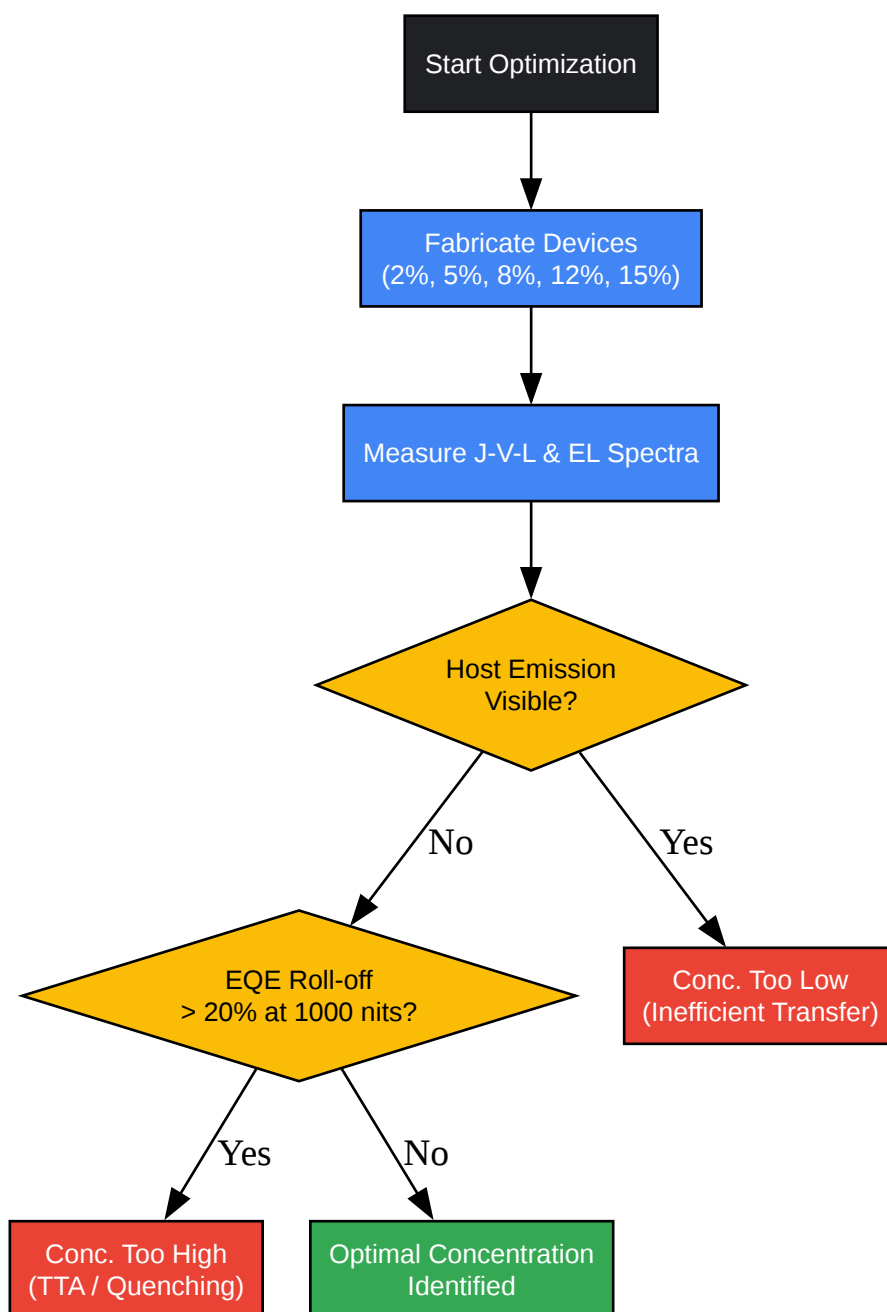 Start Optimization
Fabricate Devices
(2%, 5%, 8%, 12%, 15%)
Measure J-V-L & EL Spectra
Host Emission
Visible?
No
Yes
EQE Roll-off
> 20% at 1000 nits?
Conc. Too Low
(Inefficient Transfer)
Yes
No
Conc. Too High
(TTA / Quenching)
Optimal Concentration
Identified